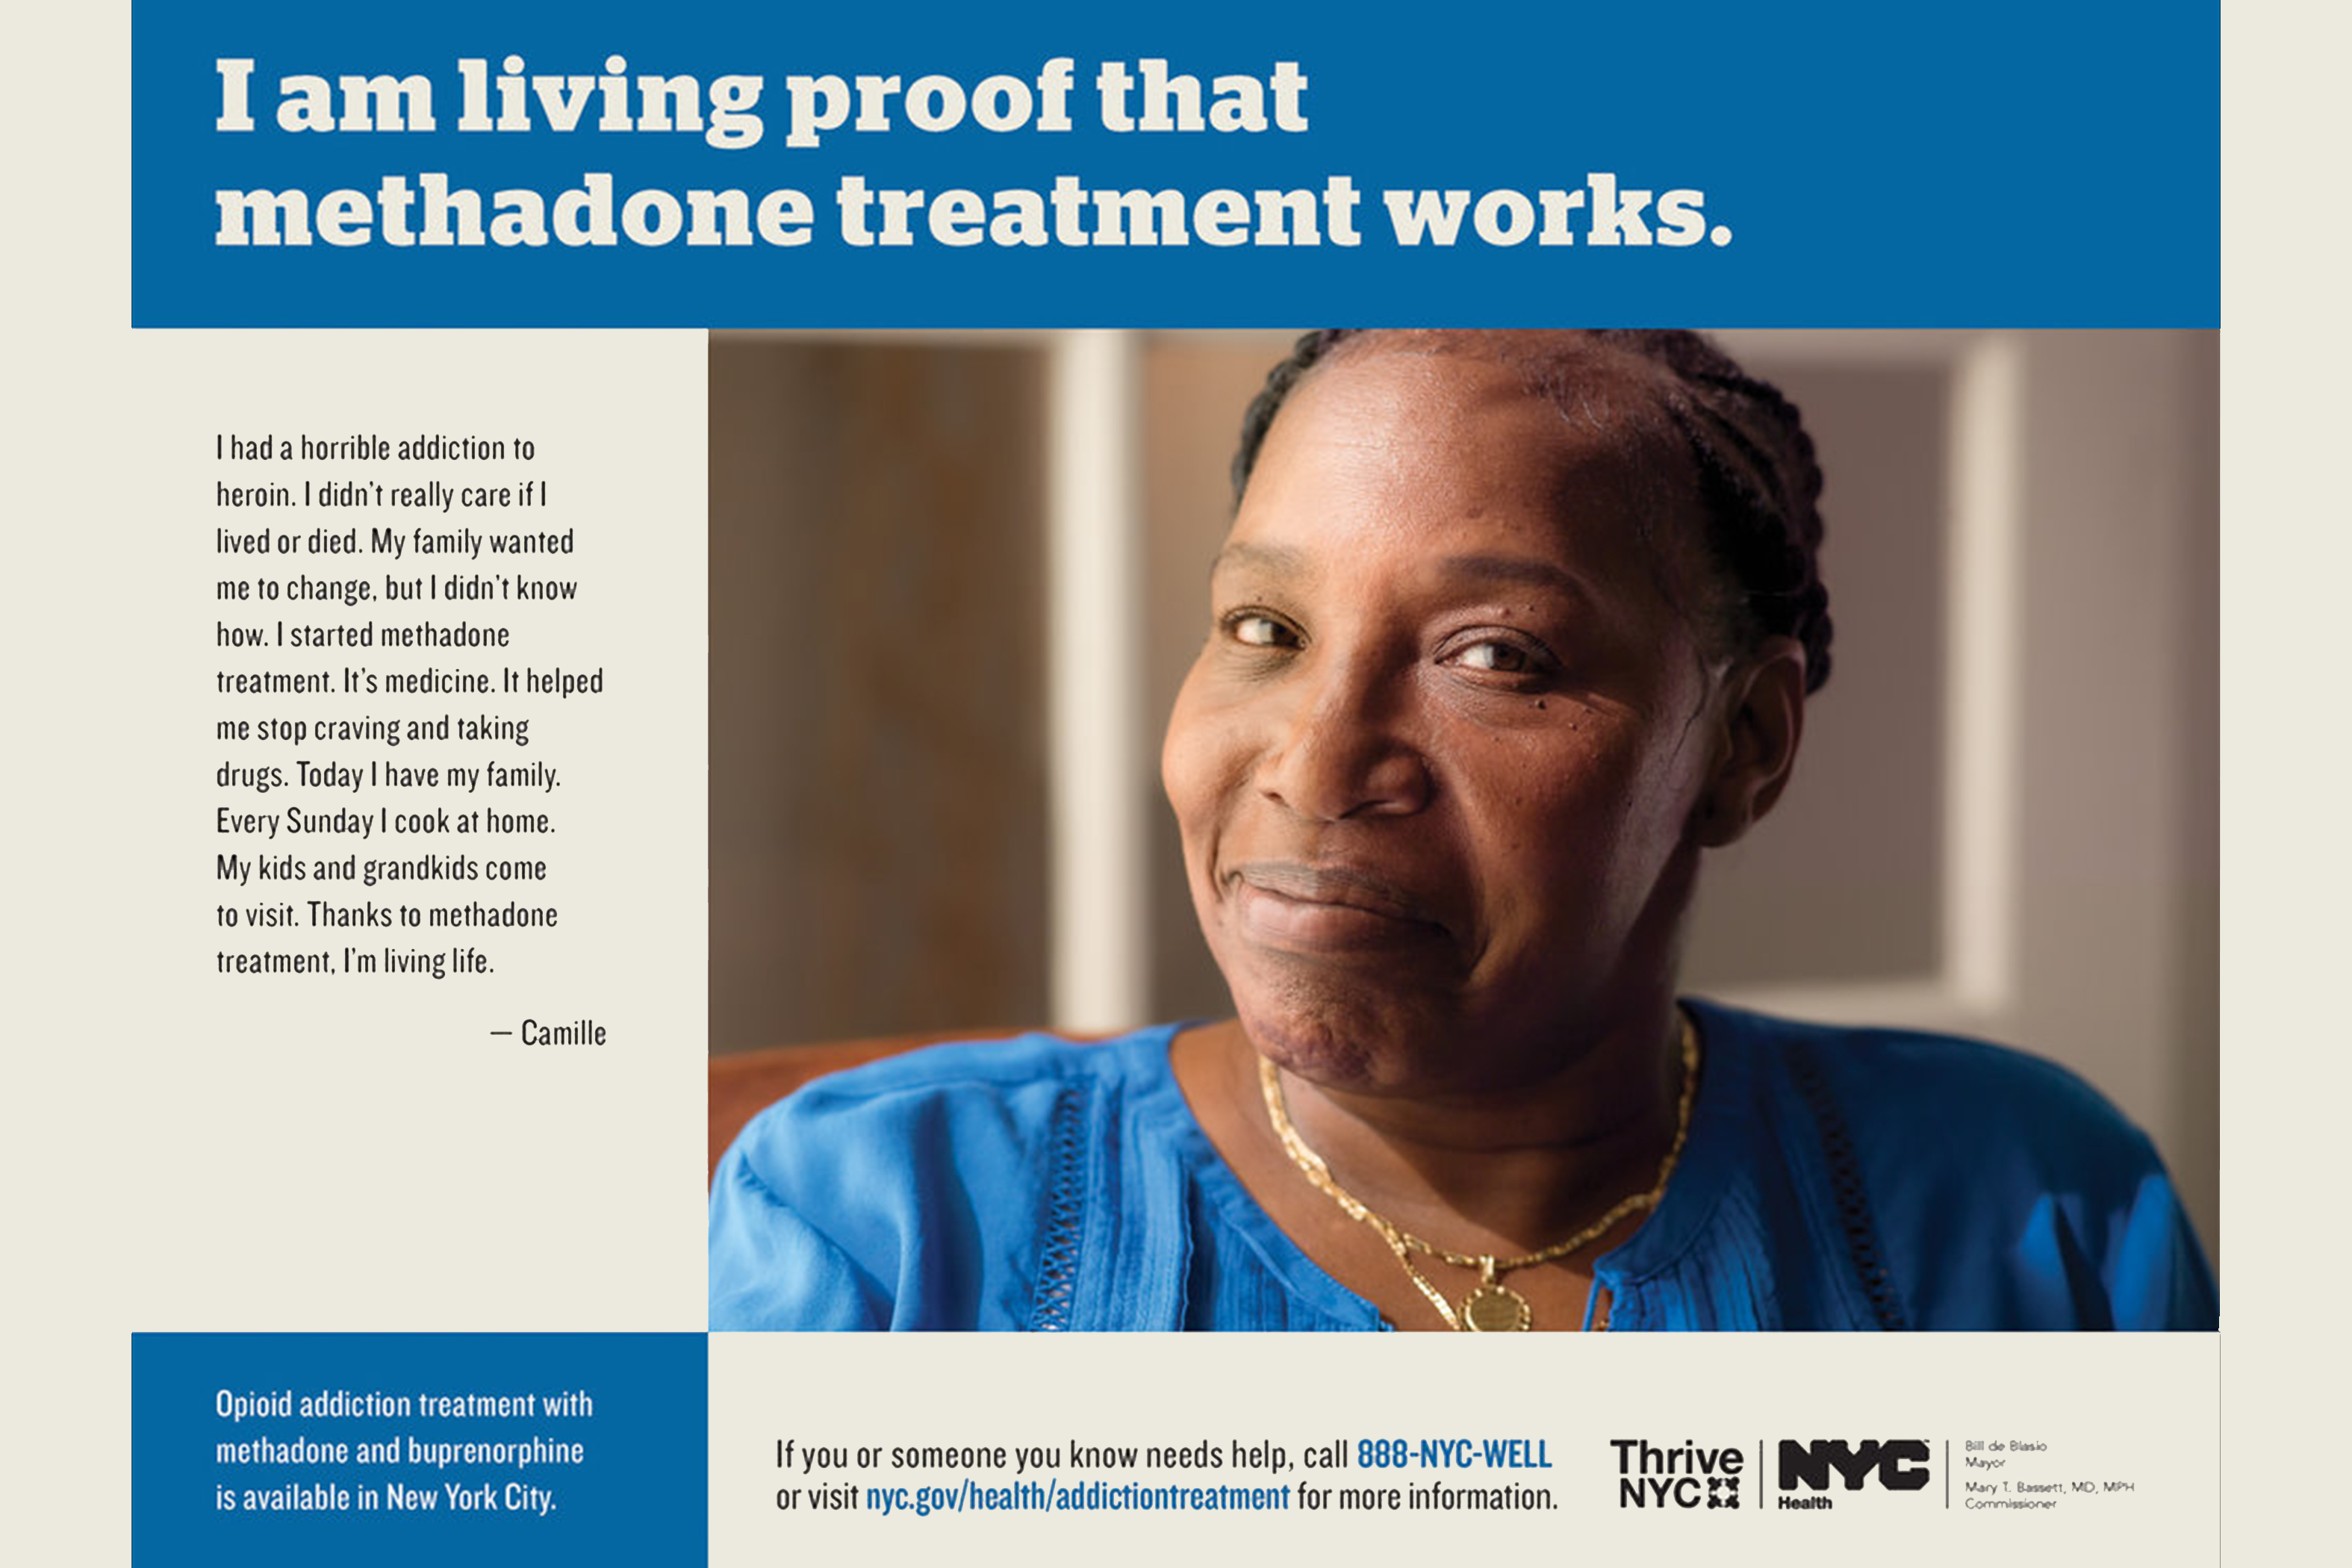 I am living proof that
methadone treatment works.
I had a horrible addiction to
heroin. I didn't really care if I
lived or died. My family wanted
me to change, but I didn't know
how. I started methadone
treatment. It's medicine. It helped
me stop craving and taking
drugs. Today I have my family.
Every Sunday I cook at home.
My kids and grandkids come
to visit. Thanks to methadone
treatment, I'm living life.
— Camille
Opioid addiction treatment with
methadone and buprenorphine
is available in New York City.
If you or someone you know needs help, call 888-NYC-WELL
or visit nyc.gov/health/addictiontreatment for more information.
Thrive
NYC
NYC
Health
Bill de Blasio
Mayor
Mary T. Bassett, MD, MPH
Commissioner